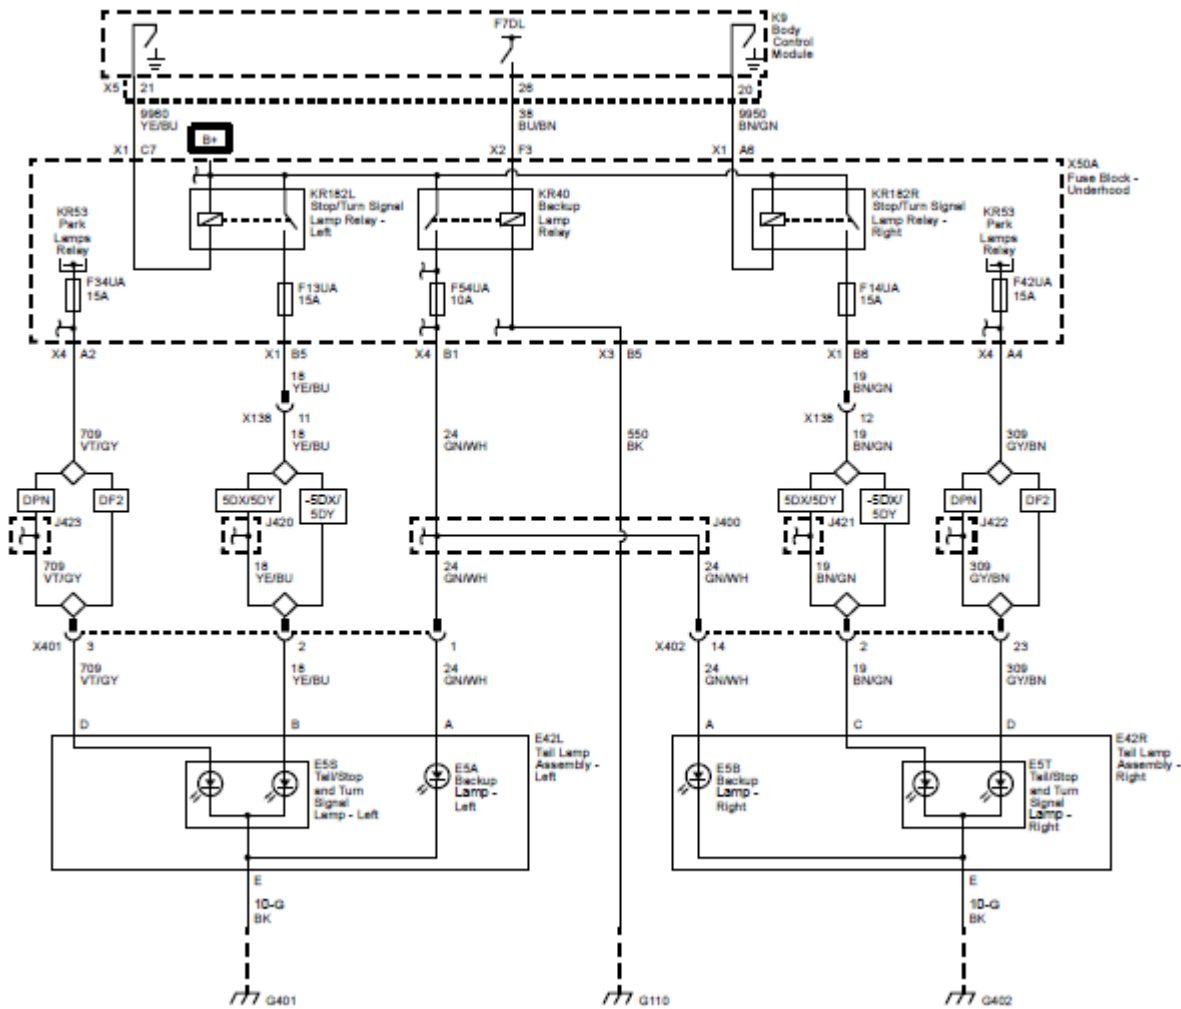 F7DL
K9
Body
Control
Module
X5 21
26
20
9980
YE/BU
38
BU/BN
9950
BN/GN
B+
X1 C7
X2 F3
X1 A6
X50A
Fuse Block -
Underhood
KR182L
Stop/Turn Signal
Lamp Relay -
Left
KR40
Backup
Lamp
Relay
KR182R
Stop/Turn Signal
Lamp Relay -
Right
KR53
Park
Lamps
Relay
KR53
Park
Lamps
Relay
F34UA
15A
F13UA
15A
F54UA
10A
F14UA
15A
F42UA
15A
X4 A2
X1 B5
X4 B1
X3 B5
X1 B6
X4 A4
18
YE/BU
19
BN/GN
X138 11
X138 12
709
VT/GY
18
YE/BU
24
GN/WH
550
BK
19
BN/GN
309
GY/BN
DPN
DF2
5DX/5DY
-5DX/
5DY
5DX/5DY
-5DX/
5DY
DPN
DF2
J423
J420
J400
J421
J422
709
VT/GY
18
YE/BU
24
GN/WH
24
GN/WH
19
BN/GN
309
GY/BN
X401 3
2
1
X402 14
2
23
709
VT/GY
18
YE/BU
24
GN/WH
24
GN/WH
19
BN/GN
309
GY/BN
D
B
A
A
C
D
E42L
Tail Lamp
Assembly -
Left
E42R
Tail Lamp
Assembly -
Right
E5S
Tail/Stop
and Turn
Signal
Lamp - Left
E5A
Backup
Lamp -
Left
E5B
Backup
Lamp -
Right
E5T
Tail/Stop
and Turn
Signal
Lamp -
Right
E
E
10-G
BK
10-G
BK
G401
G110
G402